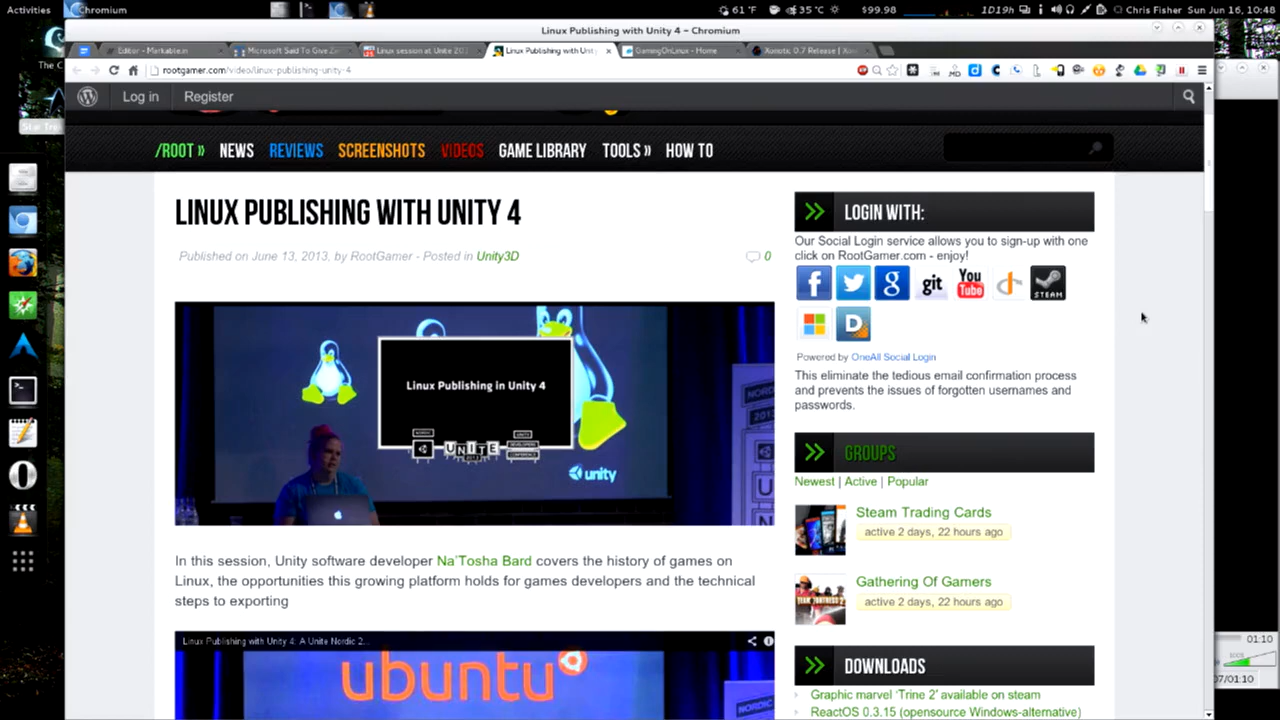 Activities
Chromium
61 °F
35°C
$99.98
1D19h
Chris Fisher
Sun Jun 16, 10:48
Linux Publishing with Unity 4 - Chromium
Editor - Markable.in
Microsoft Said To Give Z
Linux session at Unite 201
Linux Publishing with Unity
GamingOnLinux - Home
Xonotic 0.7 Release | Xon
rootgamer.com/video/linux-publishing-unity-4
Log in
Register
/ROOT »
NEWS
REVIEWS
SCREENSHOTS
VIDEOS
GAME LIBRARY
TOOLS »
HOW TO
LINUX PUBLISHING WITH UNITY 4
Published on June 13, 2013, by RootGamer - Posted in Unity3D
0
Linux Publishing in Unity 4
NORDIC
UNITE
unity
In this session, Unity software developer Na'Tosha Bard covers the history of games on
Linux, the opportunities this growing platform holds for games developers and the technical
steps to exporting
Linux Publishing with Unity 4: A Unite Nordic 2...
ubuntu
NORDIC
LOGIN WITH:
Our Social Login service allows you to sign-up with one
click on RootGamer.com - enjoy!
git
You
Tube
STEAM
Powered by OneAll Social Login
This eliminate the tedious email confirmation process
and prevents the issues of forgotten usernames and
passwords.
GROUPS
Newest | Active | Popular
Steam Trading Cards
active 2 days, 22 hours ago
Gathering Of Gamers
active 2 days, 22 hours ago
DOWNLOADS
Graphic marvel 'Trine 2' available on steam
ReactOS 0.3.15 (opensource Windows-alternative)
01:10
100%
07/01:10